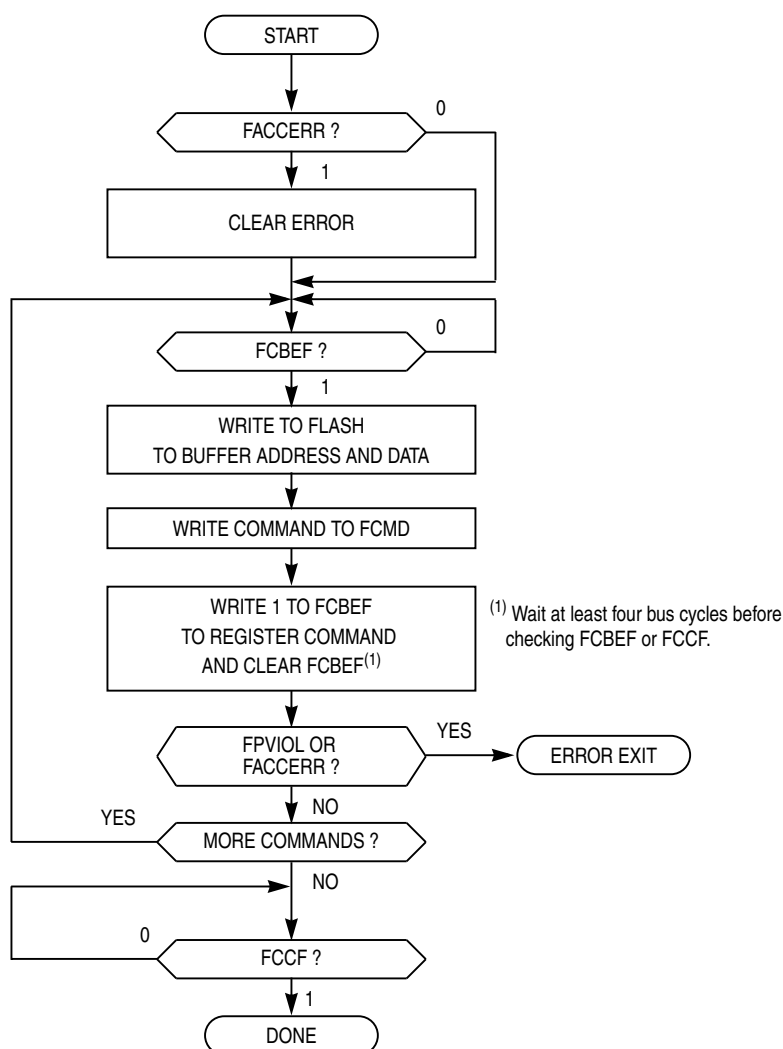 START
0
FACCERR ?
1
CLEAR ERROR
0
FCBEF ?
1
WRITE TO FLASH
TO BUFFER ADDRESS AND DATA
WRITE COMMAND TO FCMD
WRITE 1 TO FCBEF
TO REGISTER COMMAND
AND CLEAR FCBEF(1)
(1) Wait at least four bus cycles before
checking FCBEF or FCCF.
FPVIOL OR
FACCERR ?
YES
ERROR EXIT
NO
YES
MORE COMMANDS ?
NO
0
FCCF ?
1
DONE